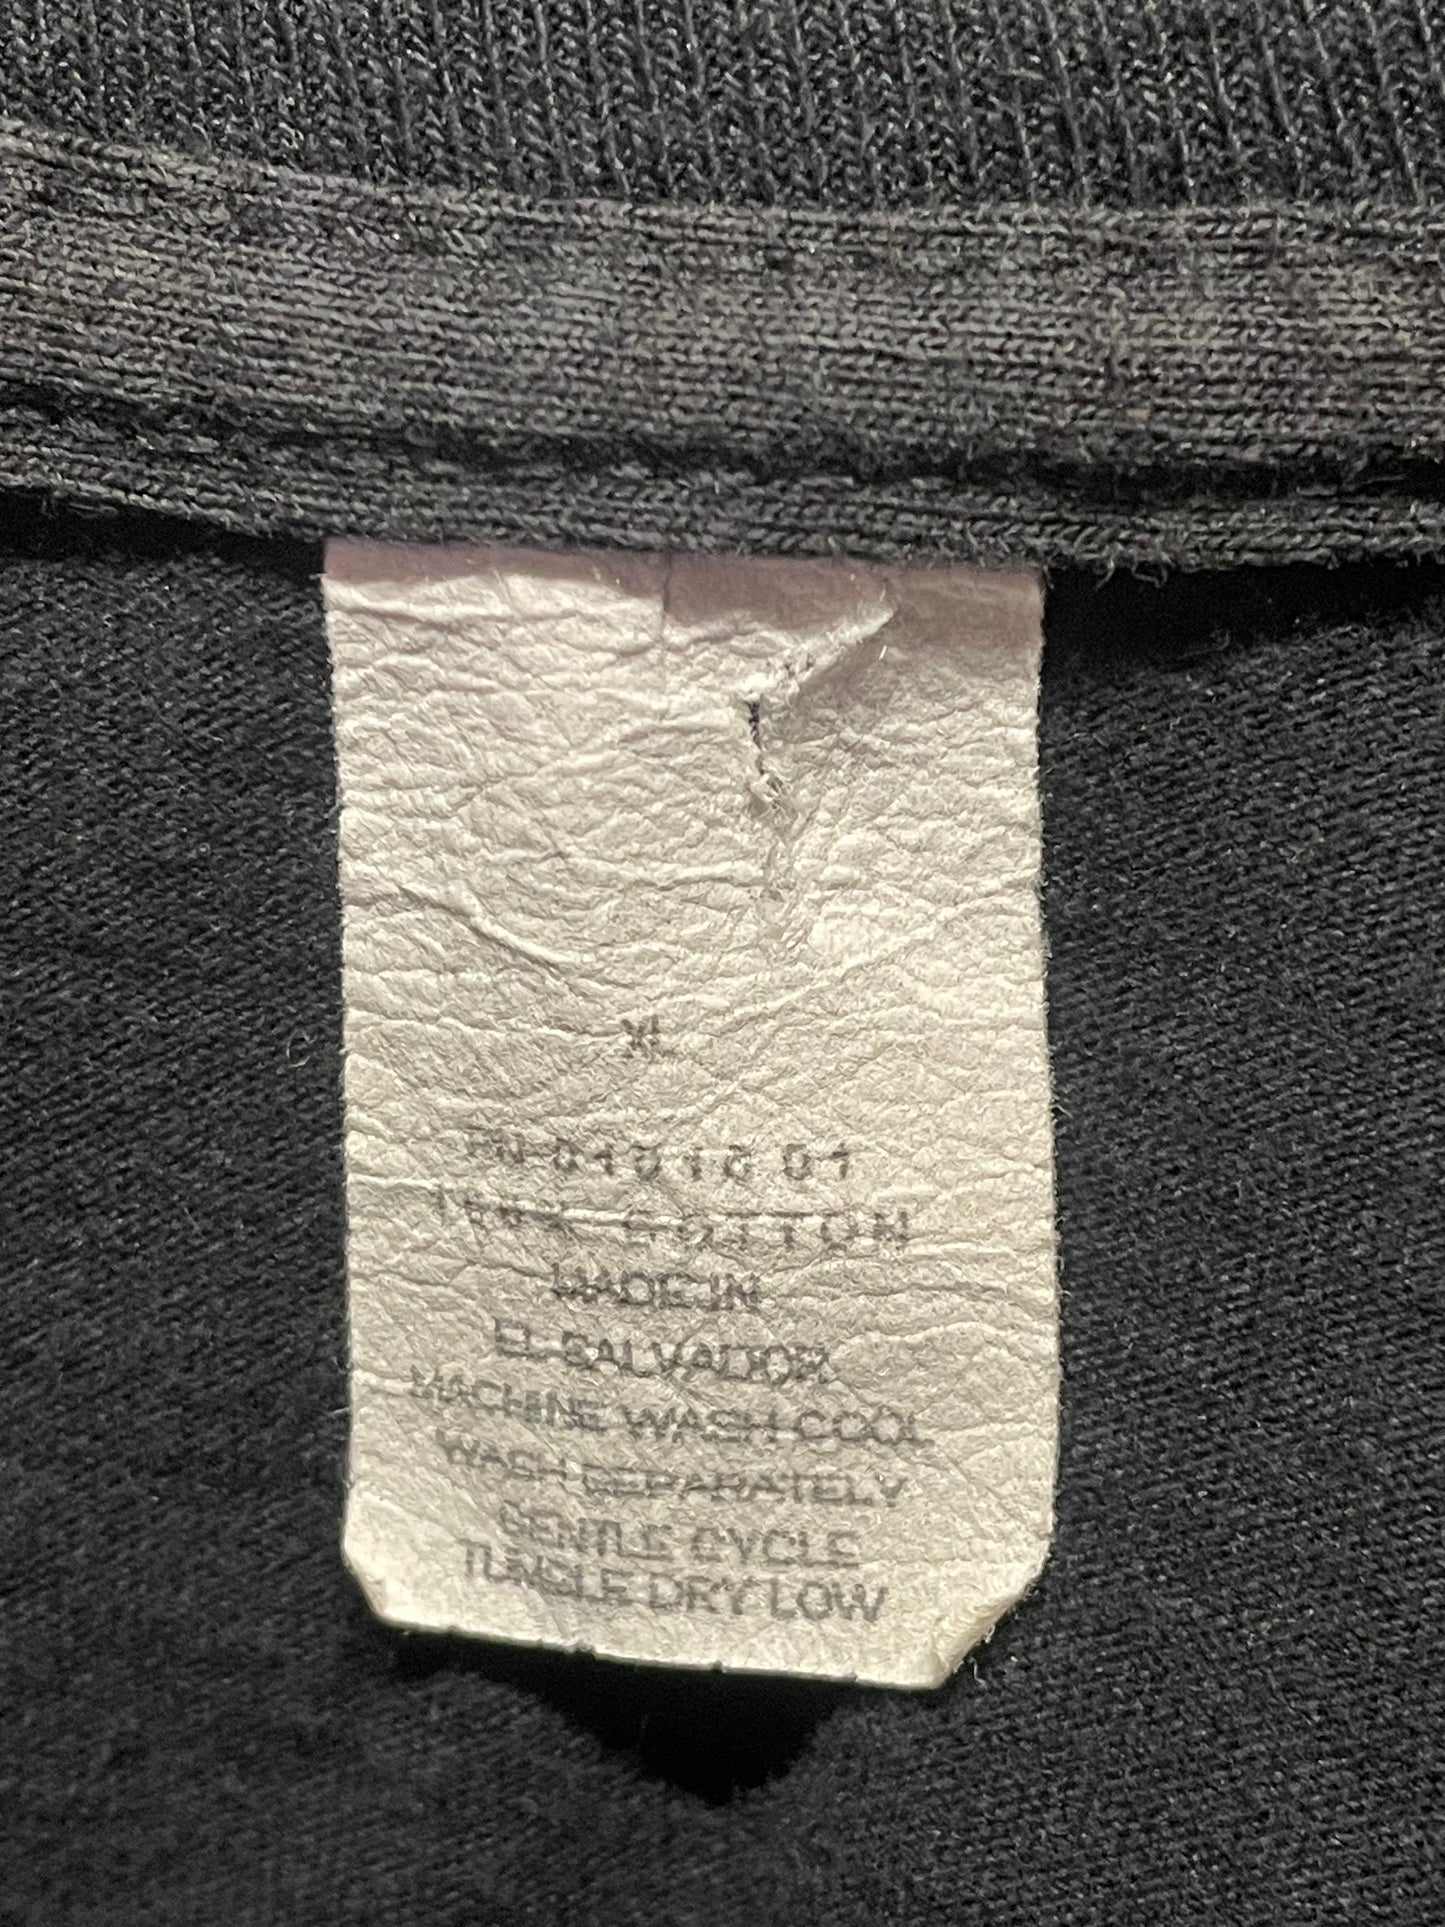 XL
100% COTTON
MADE IN
EL SALVADOR
MACHINE WASH COOL
WASH SEPARATELY
GENTLE CYCLE
TUMBLE DRY LOW